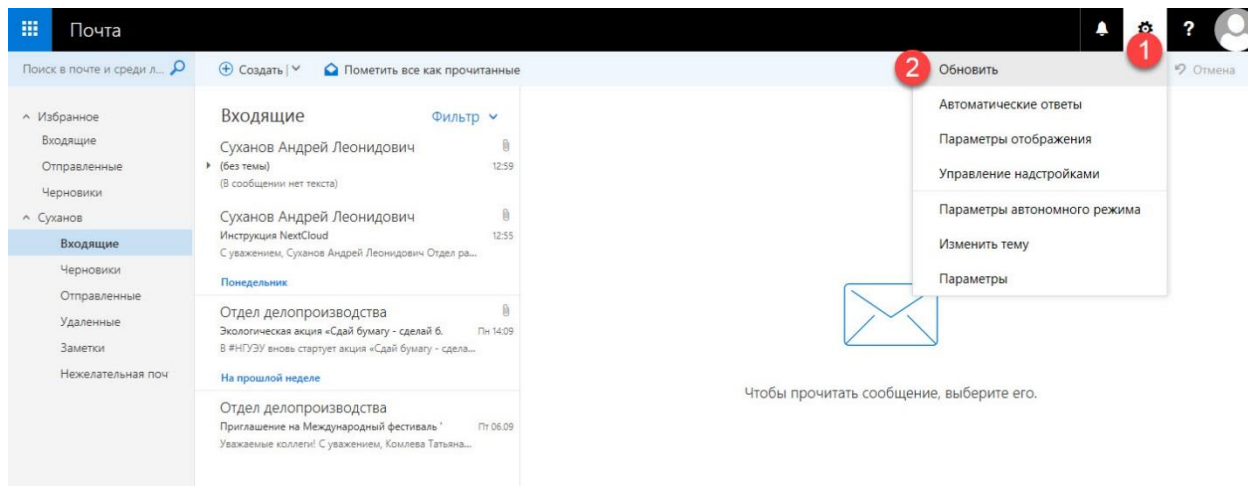 Почта
?
1
Поиск в почте и среди л...
Создать
Пометить все как прочитанные
2
Отмена
Обновить
Автоматические ответы
Параметры отображения
Управление надстройками
Параметры автономного режима
Изменить тему
Параметры
Избранное
Входящие
Отправленные
Черновики
Суханов
Входящие
Черновики
Отправленные
Удаленные
Заметки
Нежелательная поч
Входящие
Фильтр
Суханов Андрей Леонидович
(без темы) 12:59
(В сообщении нет текста)
Суханов Андрей Леонидович
Инструкция NextCloud 12:55
С уважением, Суханов Андрей Леонидович Отдел ра...
Понедельник
Отдел делопроизводства
Экологическая акция «Сдай бумагу - сделай б. Пн 14:09
В #НГУЭУ вновь стартует акция «Сдай бумагу - сдела...
На прошлой неделе
Отдел делопроизводства
Приглашение на Международный фестиваль ' Пт 06.09
Уважаемые коллеги! С уважением, Комлева Татьяна...
Чтобы прочитать сообщение, выберите его.